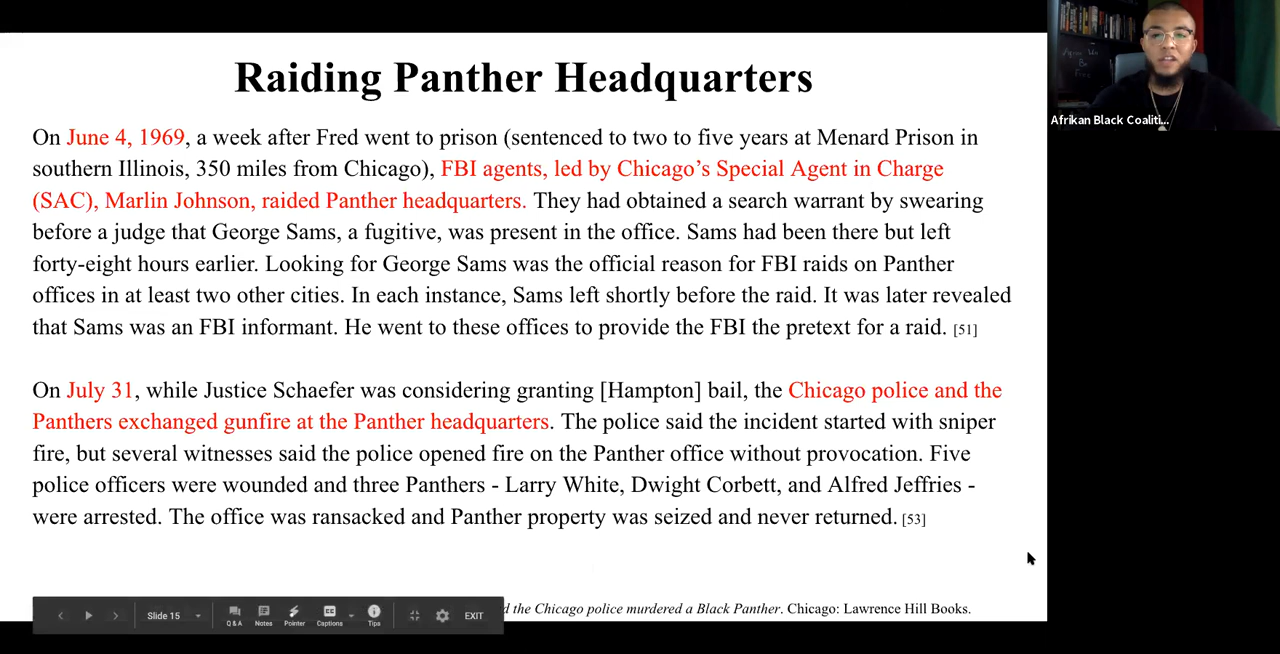 Raiding Panther Headquarters
On June 4, 1969, a week after Fred went to prison (sentenced to two to five years at Menard Prison in
southern Illinois, 350 miles from Chicago), FBI agents, led by Chicago’s Special Agent in Charge
(SAC), Marlin Johnson, raided Panther headquarters. They had obtained a search warrant by swearing
before a judge that George Sams, a fugitive, was present in the office. Sams had been there but left
forty-eight hours earlier. Looking for George Sams was the official reason for FBI raids on Panther
offices in at least two other cities. In each instance, Sams left shortly before the raid. It was later revealed
that Sams was an FBI informant. He went to these offices to provide the FBI the pretext for a raid. [51]
On July 31, while Justice Schaefer was considering granting [Hampton] bail, the Chicago police and the
Panthers exchanged gunfire at the Panther headquarters. The police said the incident started with sniper
fire, but several witnesses said the police opened fire on the Panther office without provocation. Five
police officers were wounded and three Panthers - Larry White, Dwight Corbett, and Alfred Jeffries -
were arrested. The office was ransacked and Panther property was seized and never returned. [53]
the Chicago police murdered a Black Panther. Chicago: Lawrence Hill Books.
Slide 15
Q & A
Notes
Pointer
CC
Captions
Tips
EXIT
Afrikan Black Coaliti...